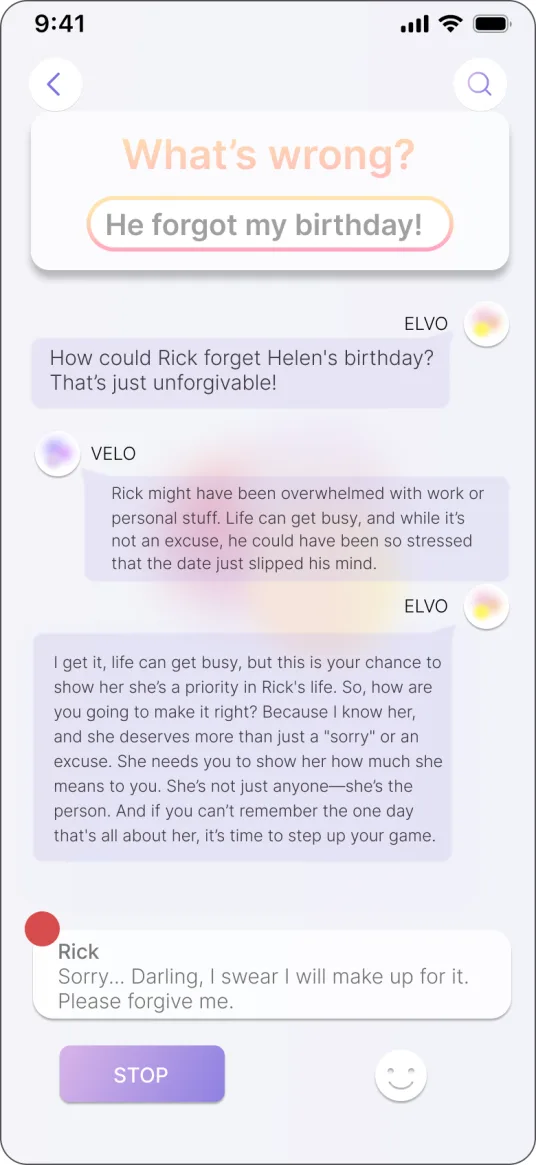 9:41
What’s wrong?
He forgot my birthday!
ELVO
How could Rick forget Helen's birthday?
That’s just unforgivable!
VELO
Rick might have been overwhelmed with work or
personal stuff. Life can get busy, and while it’s
not an excuse, he could have been so stressed
that the date just slipped his mind.
ELVO
I get it, life can get busy, but this is your chance to
show her she’s a priority in Rick's life. So, how are
you going to make it right? Because I know her,
and she deserves more than just a "sorry" or an
excuse. She needs you to show her how much she
means to you. She’s not just anyone—she’s the
person. And if you can’t remember the one day
that's all about her, it’s time to step up your game.
Rick
Sorry... Darling, I swear I will make up for it.
Please forgive me.
STOP